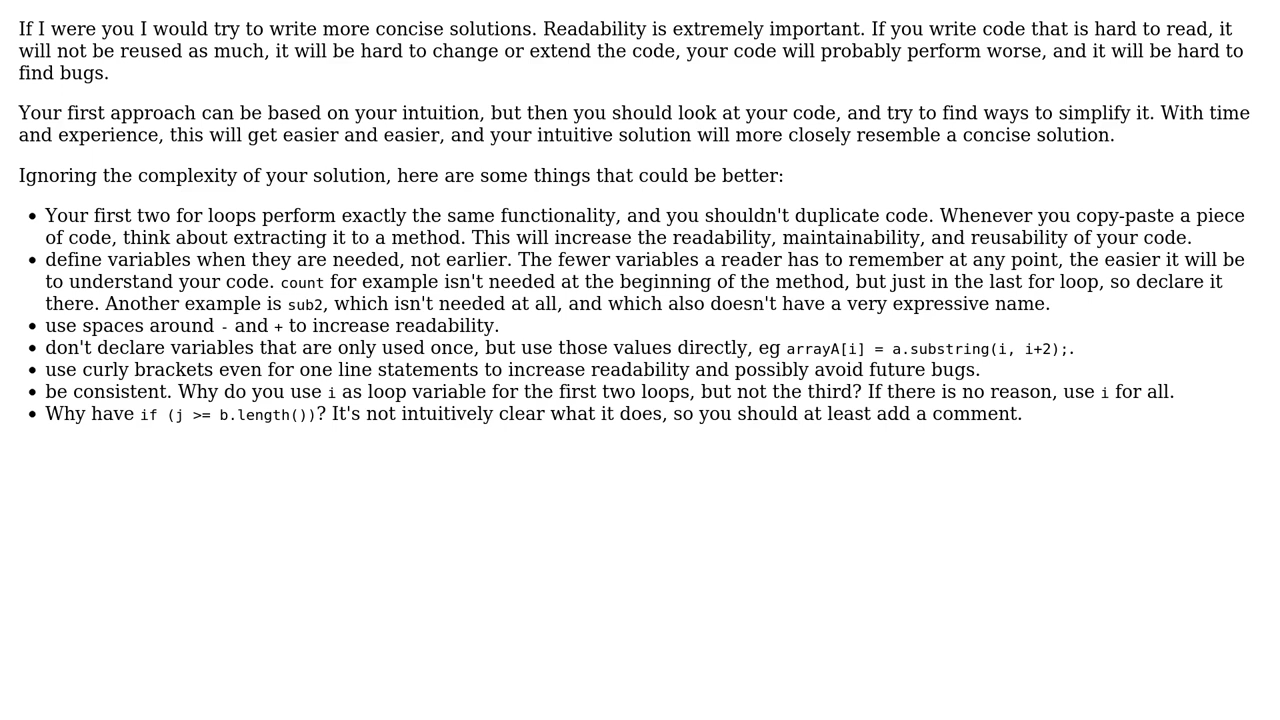 If I were you I would try to write more concise solutions. Readability is extremely important. If you write code that is hard to read, it
will not be reused as much, it will be hard to change or extend the code, your code will probably perform worse, and it will be hard to
find bugs.
Your first approach can be based on your intuition, but then you should look at your code, and try to find ways to simplify it. With time
and experience, this will get easier and easier, and your intuitive solution will more closely resemble a concise solution.
Ignoring the complexity of your solution, here are some things that could be better:
• Your first two for loops perform exactly the same functionality, and you shouldn't duplicate code. Whenever you copy-paste a piece
of code, think about extracting it to a method. This will increase the readability, maintainability, and reusability of your code.
• define variables when they are needed, not earlier. The fewer variables a reader has to remember at any point, the easier it will be
to understand your code. count for example isn't needed at the beginning of the method, but just in the last for loop, so declare it
there. Another example is sub2, which isn't needed at all, and which also doesn't have a very expressive name.
• use spaces around - and + to increase readability.
• don't declare variables that are only used once, but use those values directly, eg arrayA[i] = a.substring(i, i+2);.
• use curly brackets even for one line statements to increase readability and possibly avoid future bugs.
• be consistent. Why do you use i as loop variable for the first two loops, but not the third? If there is no reason, use i for all.
• Why have if (j >= b.length())? It's not intuitively clear what it does, so you should at least add a comment.